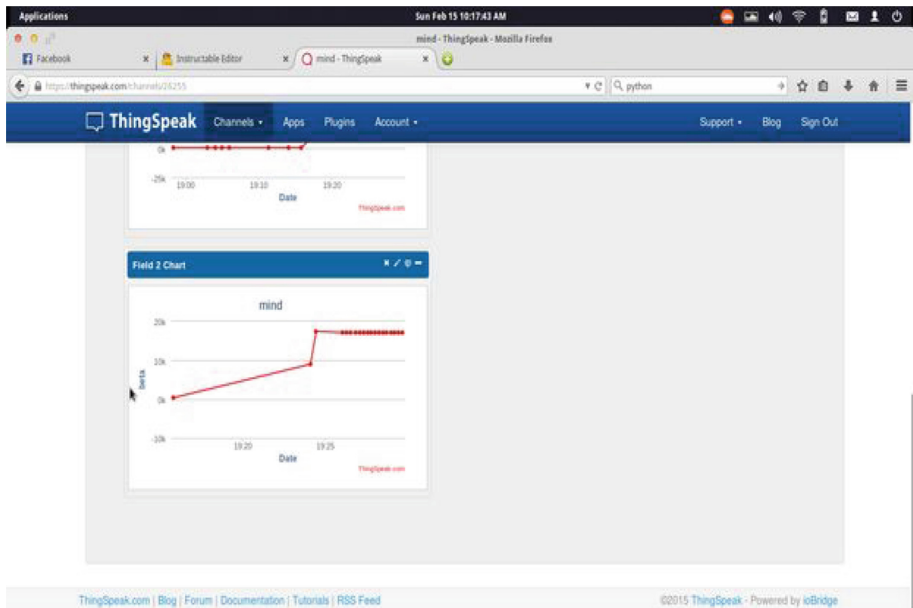 Applications Sun Feb 15 10:17:43 AM
mind - ThingSpeak - Mozilla Firefox
Facebook Instructable Editor mind - ThingSpeak
https://thingspeak.com/channels/26255 python
ThingSpeak Channels Apps Plugins Account Support Blog Sign Out
0k
-25k
19:00 19:10 19:20
Date
ThingSpeak.com
Field 2 Chart
mind
20k
10k
beta
0k
-10k
19:20 19:25
Date
ThingSpeak.com
ThingSpeak.com | Blog | Forum | Documentation | Tutorials | RSS Feed ©2015 ThingSpeak - Powered by ioBridge